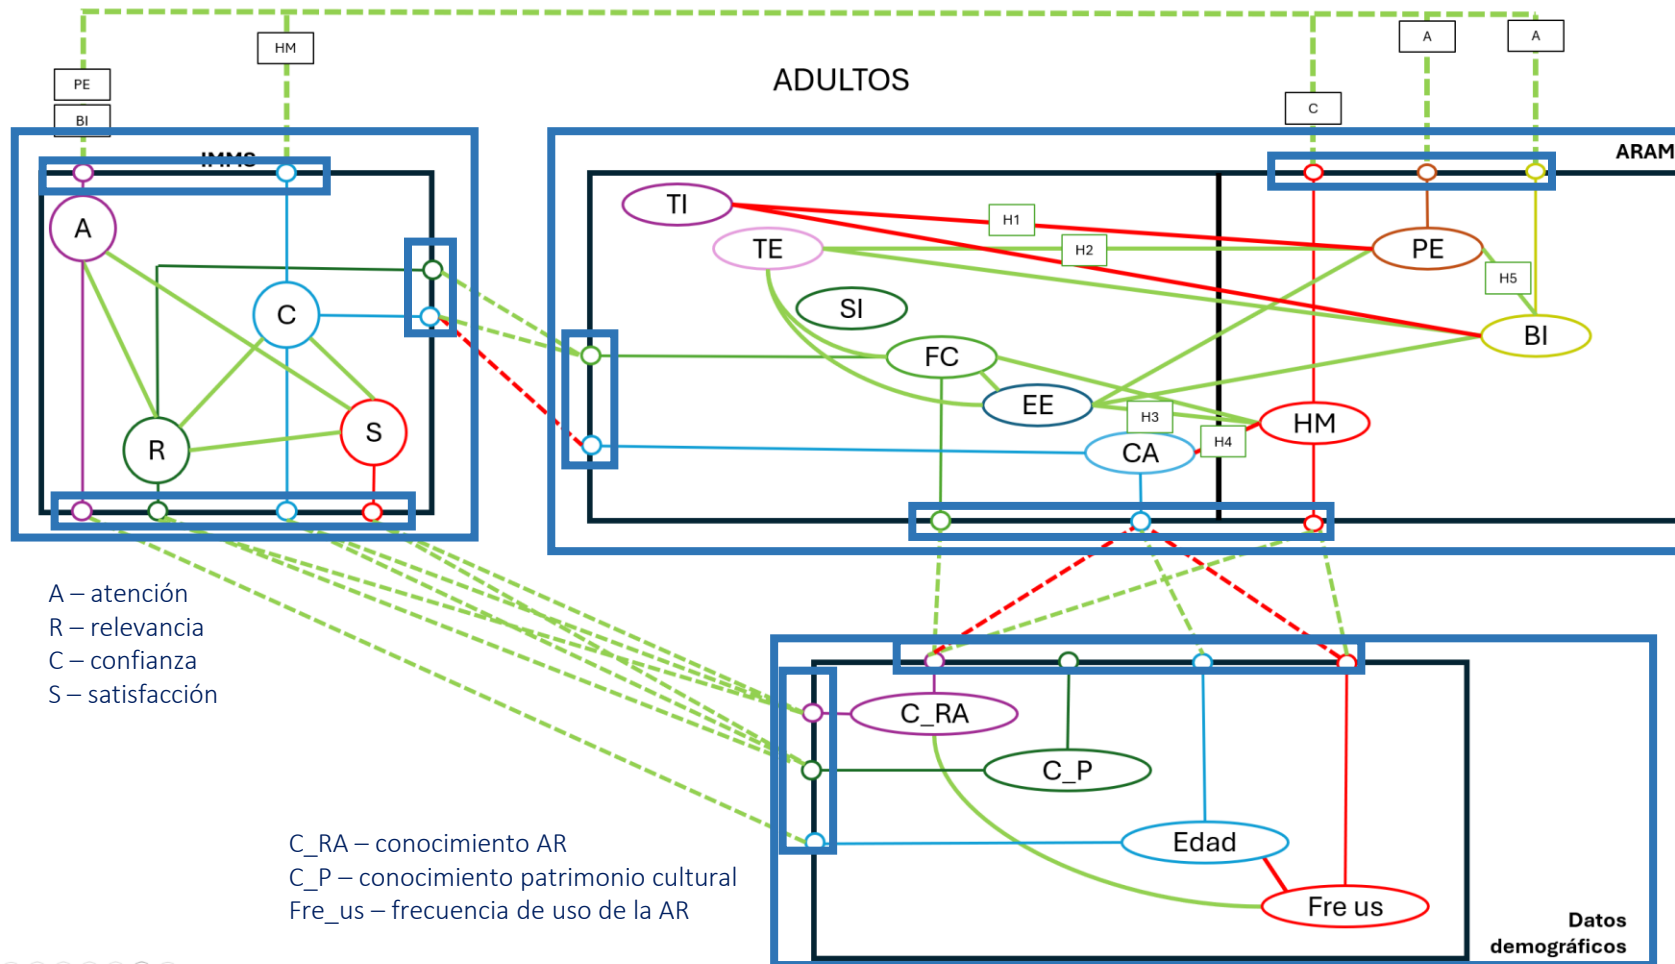 HM
A
A
PE
ADULTOS
C
BI
IMMS
ARAM
TI
A
H1
TE
H2
PE
H5
SI
C
BI
FC
EE
H3
HM
S
H4
R
CA
A – atención
R – relevancia
C – confianza
S – satisfacción
C_RA
C_P
C_RA – conocimiento AR
Edad
C_P – conocimiento patrimonio cultural
Fre_us – frecuencia de uso de la AR
Fre us
Datos
demográficos